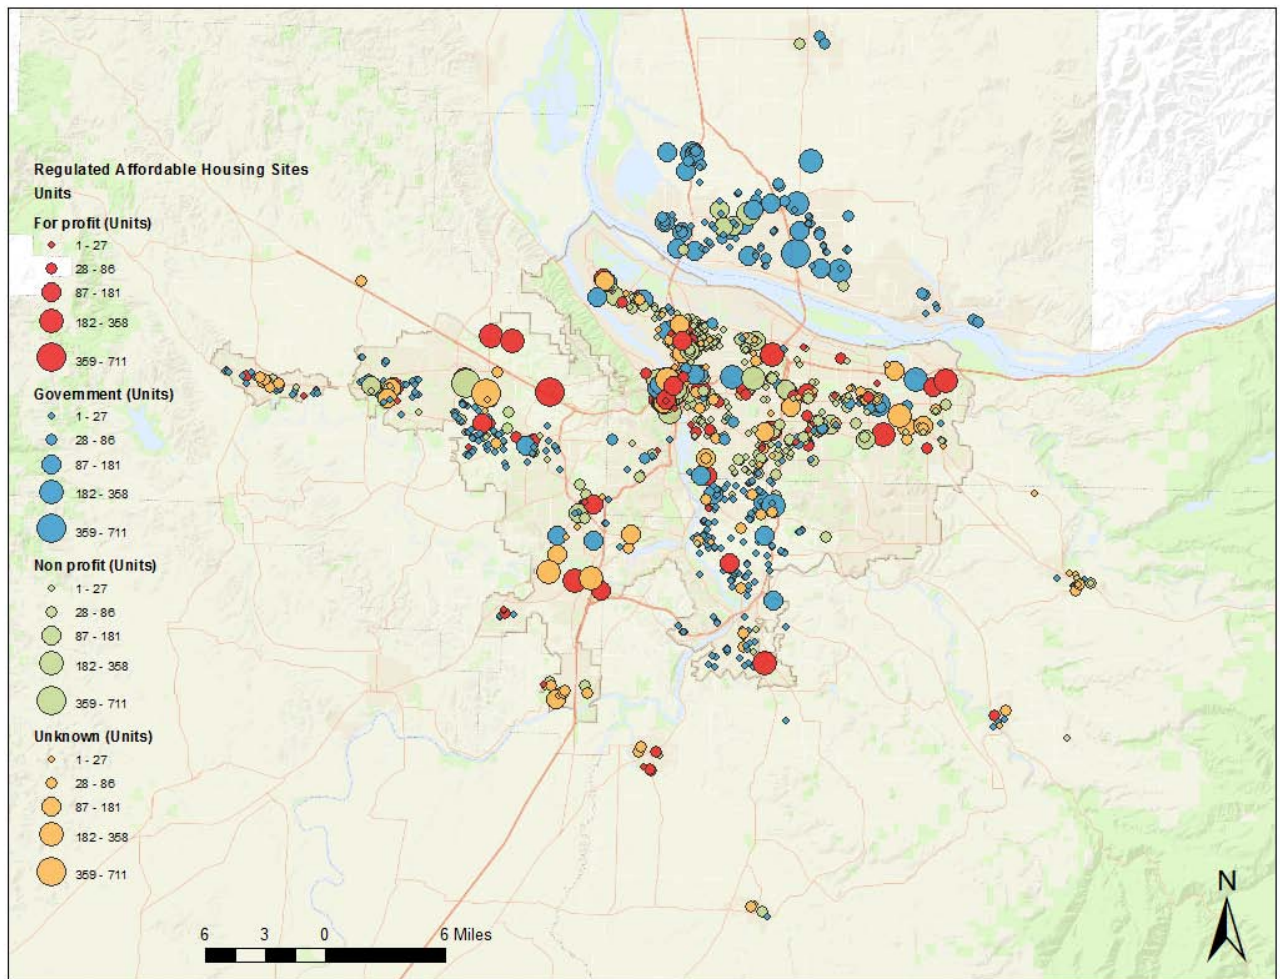 Regulated Affordable Housing Sites
Units
For profit (Units)
1 - 27
28 - 86
87 - 181
182 - 358
359 - 711
Government (Units)
1 - 27
28 - 86
87 - 181
182 - 358
359 - 711
Non profit (Units)
1 - 27
28 - 86
87 - 181
182 - 358
359 - 711
Unknown (Units)
1 - 27
28 - 86
87 - 181
182 - 358
359 - 711
6 3 0 6 Miles
N